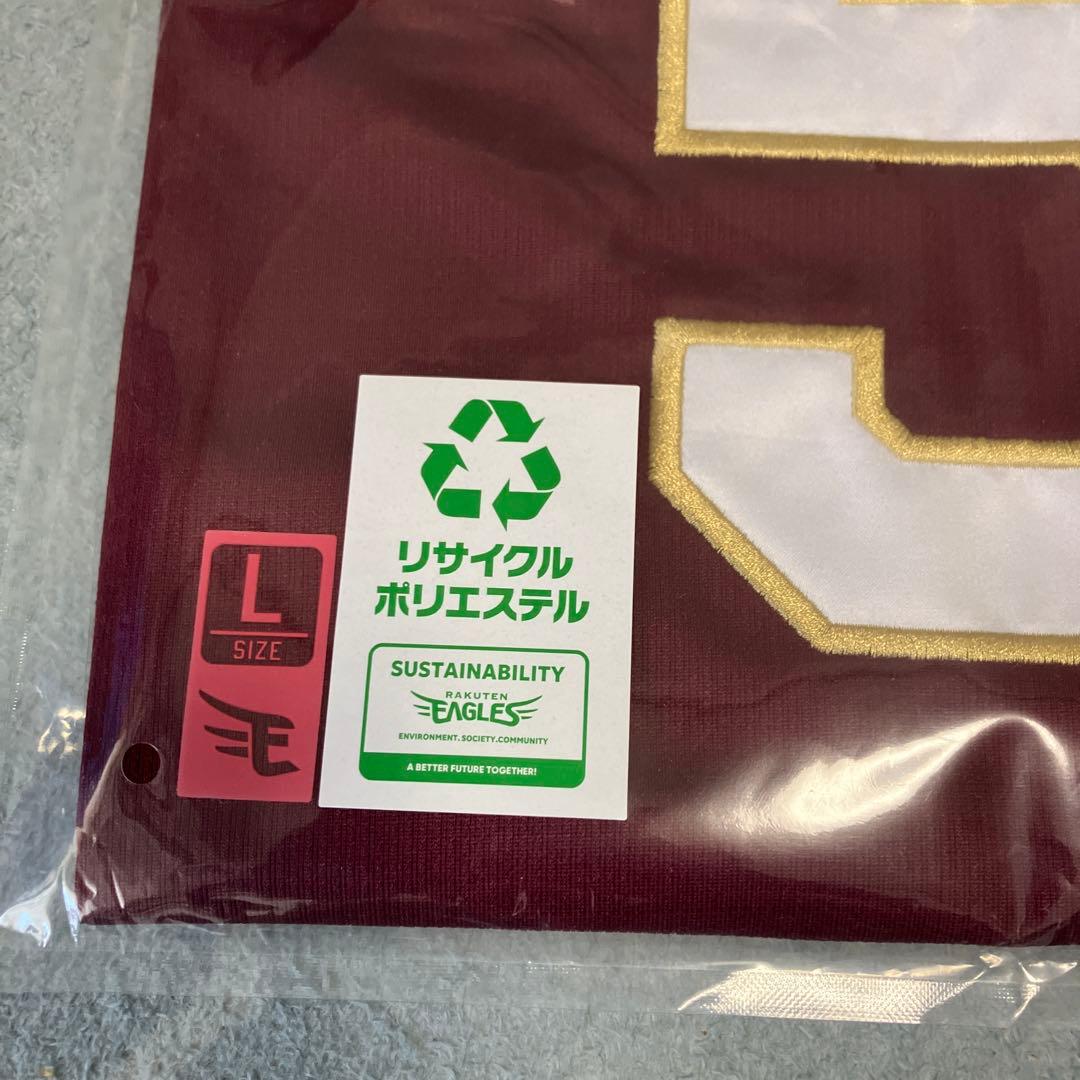 L
SIZE
E
リサイクル
ポリエステル
SUSTAINABILITY
RAKUTEN
EAGLES
ENVIRONMENT. SOCIETY. COMMUNITY
A BETTER FUTURE TOGETHER!